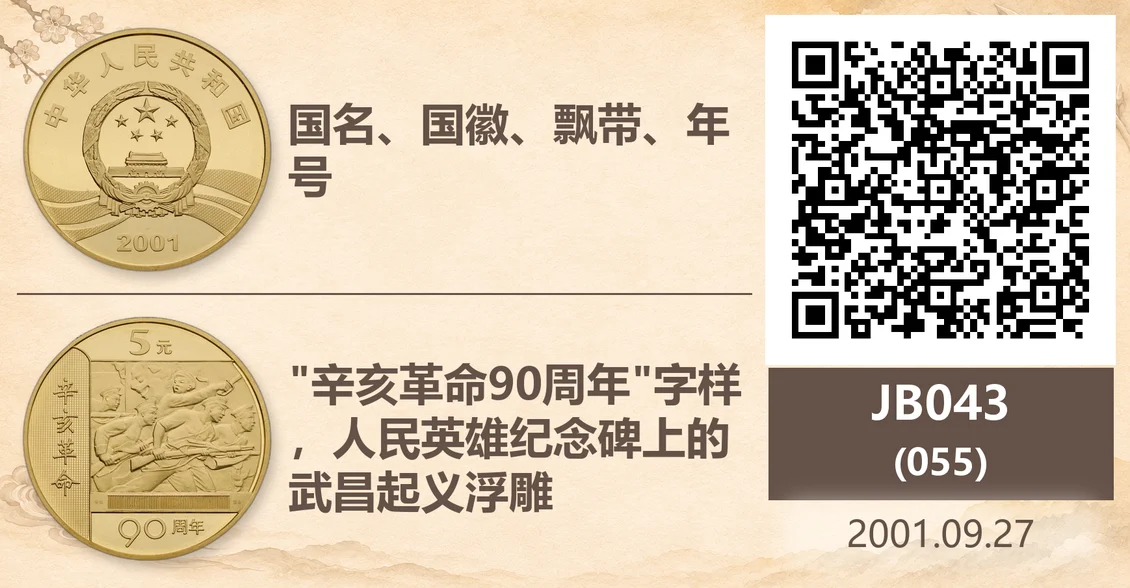 中华人民共和国
2001
国名、国徽、飘带、年
号
5元
辛亥革命
90周年
"辛亥革命90周年"字样
，人民英雄纪念碑上的
武昌起义浮雕
JB043
(055)
2001.09.27